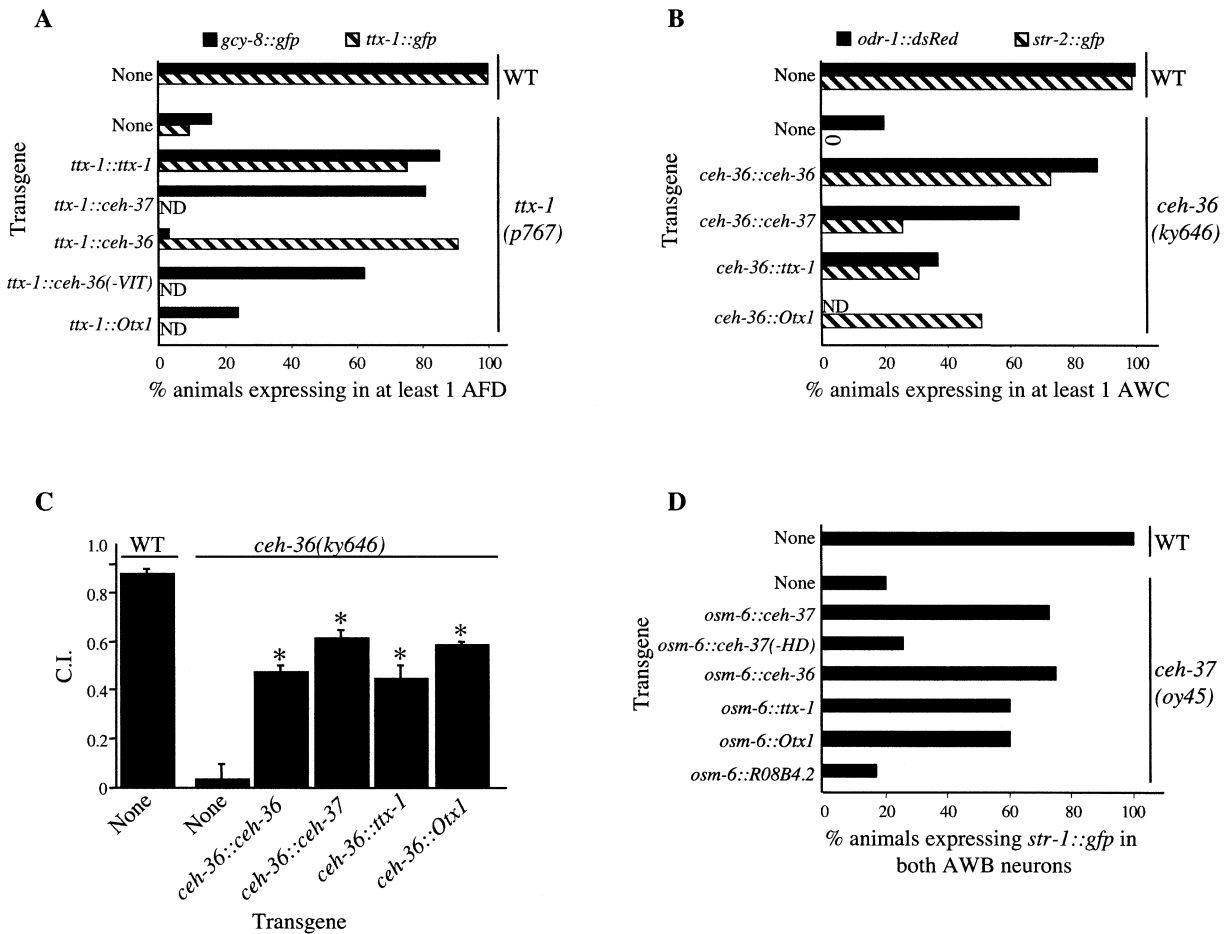 A
gcy-8::gfp ttx-1::gfp
None WT
None
ttx-1::ttx-1
ttx-1::ceh-37 ND
ttx-1::ceh-36
ttx-1::ceh-36(-VIT) ND
ttx-1::Otx1 ND
Transgene
ttx-1
(p767)
0 20 40 60 80 100
% animals expressing in at least 1 AFD
B
odr-1::dsRed str-2::gfp
None WT
None 0
ceh-36::ceh-36
ceh-36::ceh-37
ceh-36::ttx-1
ceh-36::Otx1 ND
Transgene
ceh-36
(ky646)
0 20 40 60 80 100
% animals expressing in at least 1 AWC
C
WT ceh-36(ky646)
1.0
0.8
0.6
0.4
0.2
0
C.I.
* * * *
None None ceh-36::ceh-36 ceh-36::ceh-37 ceh-36::ttx-1 ceh-36::Otx1
Transgene
D
None WT
None
osm-6::ceh-37
osm-6::ceh-37(-HD)
osm-6::ceh-36
osm-6::ttx-1
osm-6::Otx1
osm-6::R08B4.2
Transgene
ceh-37
(oy45)
0 20 40 60 80 100
% animals expressing str-1::gfp in
both AWB neurons